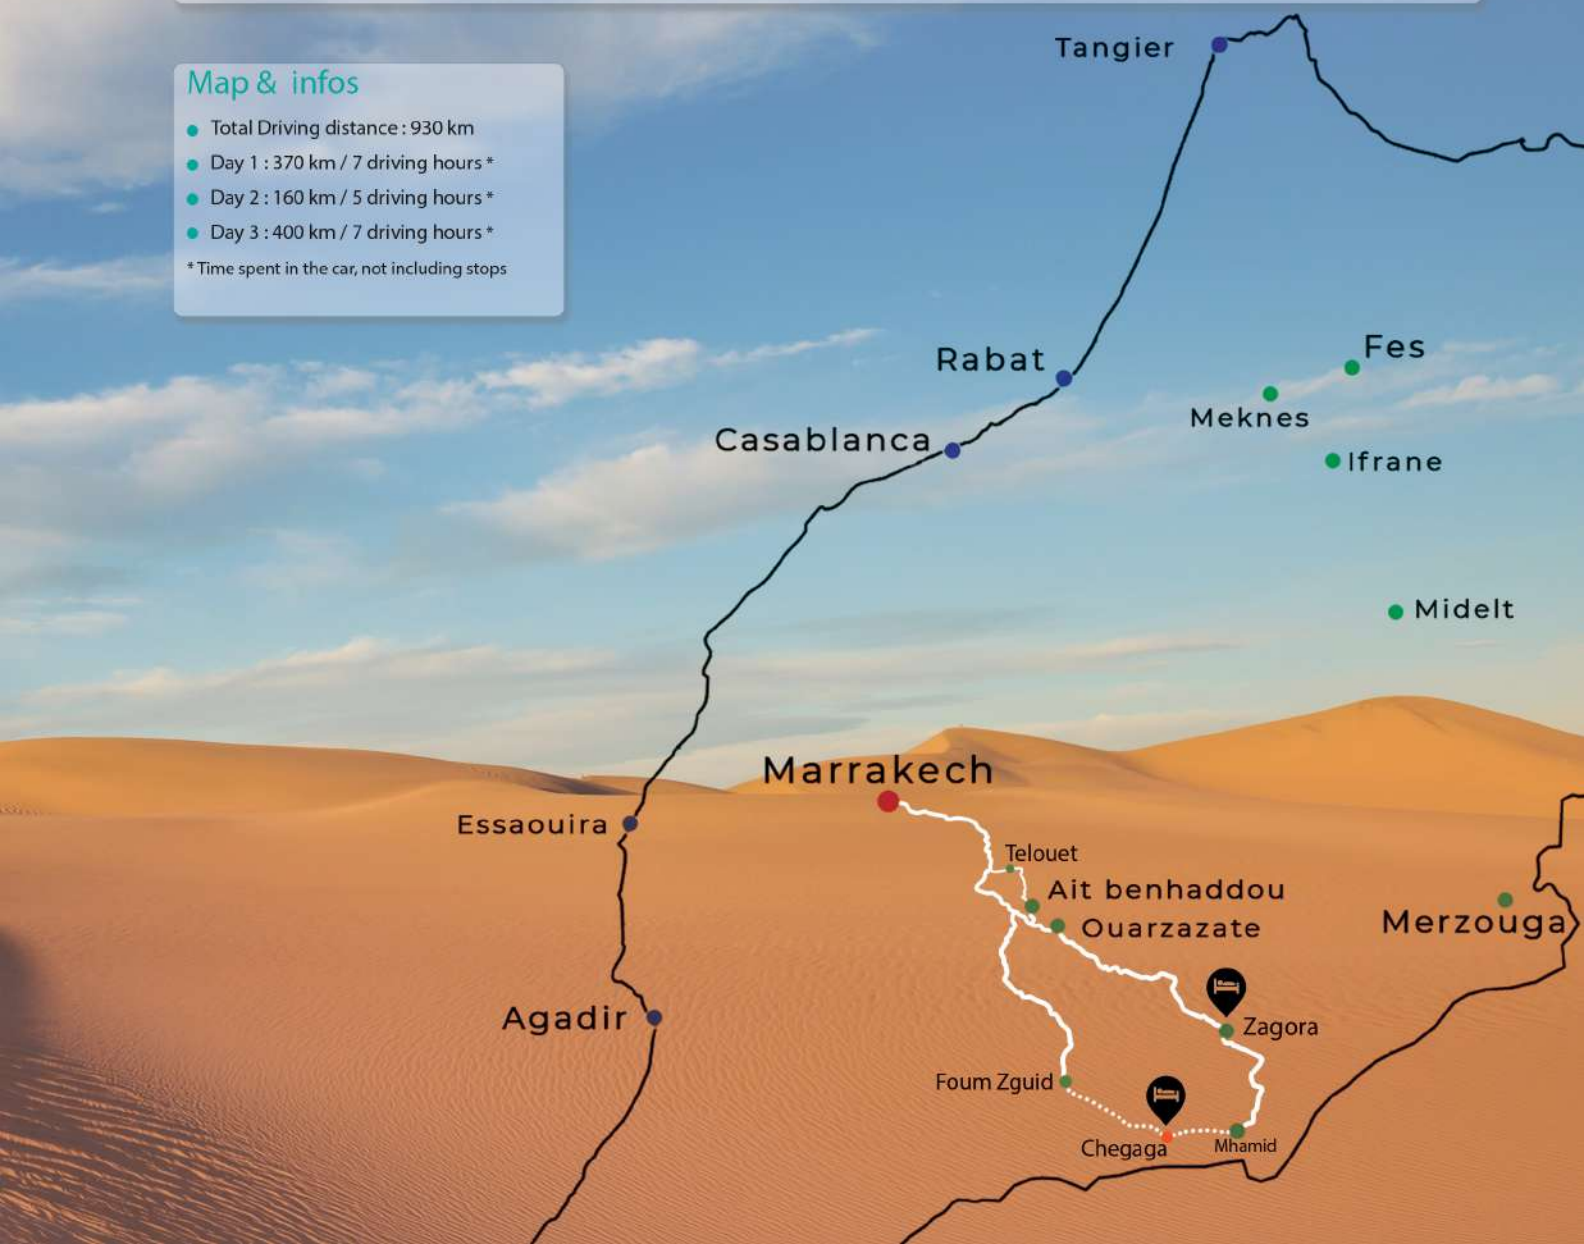 Map & infos
Total Driving distance : 930 km
Day 1 : 370 km / 7 driving hours *
Day 2 : 160 km / 5 driving hours *
Day 3 : 400 km / 7 driving hours *
* Time spent in the car, not including stops
Tangier
Rabat
Fes
Meknes
Casablanca
Ifrane
Midelt
Marrakech
Essaouira
Telouet
Ait benhaddou
Ouarzazate
Merzouga
Agadir
Zagora
Foum Zguid
Chegaga
Mhamid